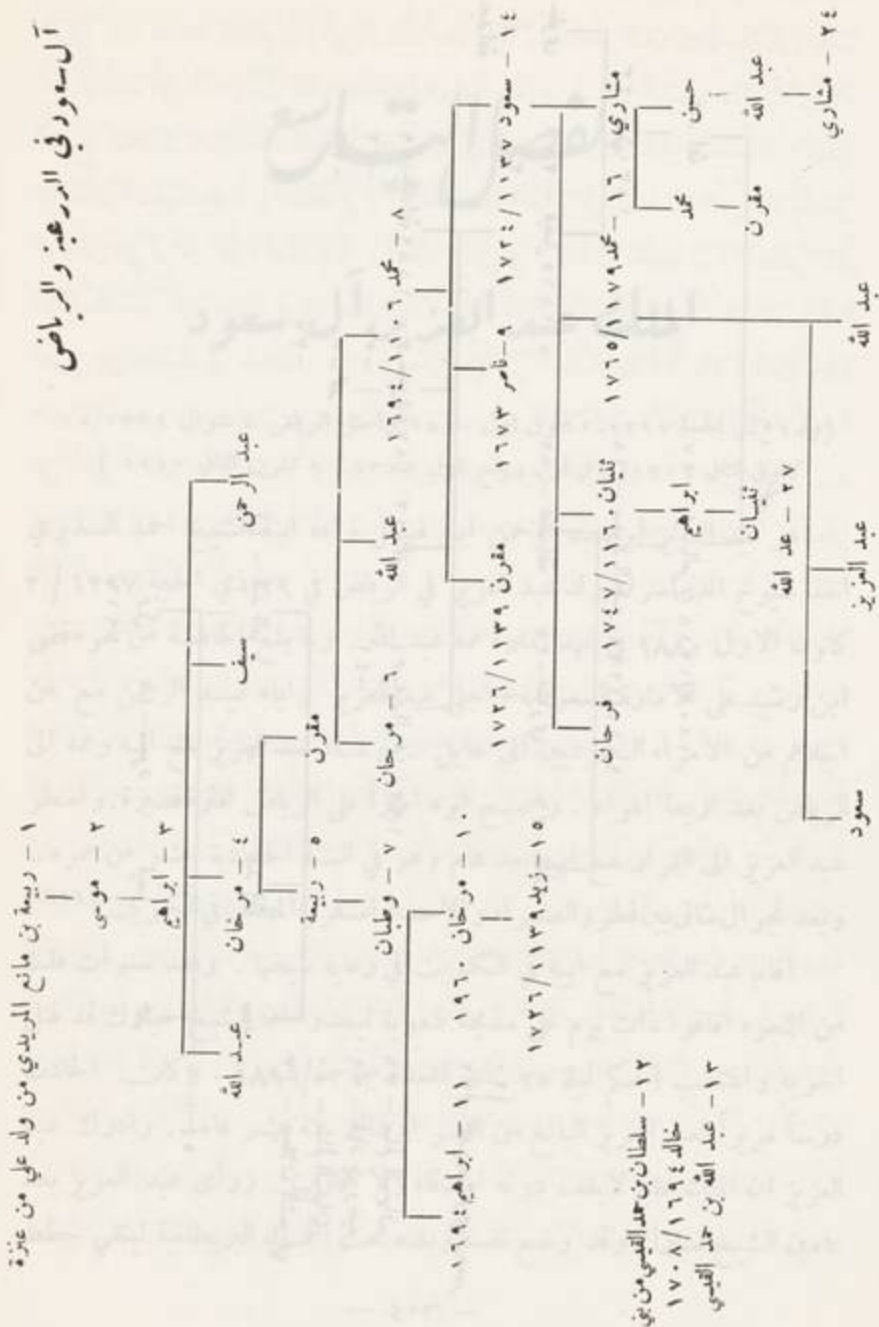 آل سعود في الدرعية والرياض
١ – ربيعة بن مانع المريدي من ولد علي من عنزة
٢ – موسى
٣ – ابراهيم
عبد الرحمن
سيف
٤ – مرخان
عبد الله
مقرن
٥ – ربيعة
٨ – محمد ١١٠٦/١٦٩٤
عبد الله
٦ – مرخان
٧ – وطبان
١٤ – سعود ١١٣٧/١٧٢٤
٩ – ناصر ١٦٧٣
مقرن ١١٣٩/١٧٢٦
١٠ – مرخان ١٦٩٠
١١ – ابراهيم ١٦٩٤
١٥ – زيد ١١٣٩/١٧٢٦
مشاري
١٦ – محمد ١١٧٩/١٧٦٥
ثنيان ١١٦٠/١٧٤٧
فرحان
حسن
محمد
ابراهيم
عبد الله
مقرن
ثنيان
٢٤ – مشاري
٢٧ – عبد الله
عبد الله
عبد العزيز
سعود
١٢ – سلطان بن حمد القيسي من بني
خالد ١٦٩٤/١٧٠٨
١٣ – عبد الله بن حمد القيسي